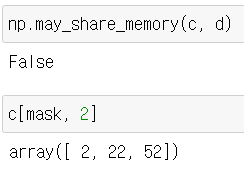 np.may_share_memory(c, d)
False
c[mask, 2]
array([ 2, 22, 52])